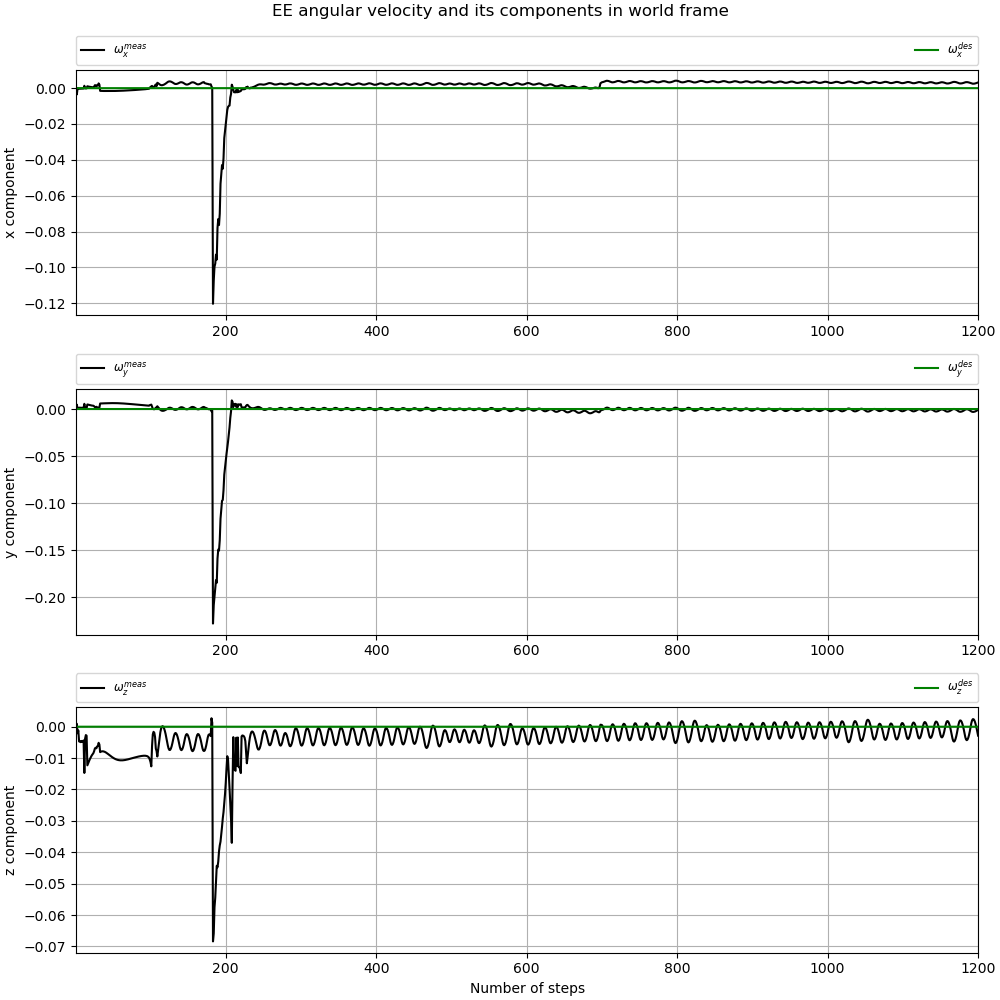 EE angular velocity and its components in world frame
ω_x^meas ω_x^des
0.00
−0.02
−0.04
−0.06
−0.08
−0.10
−0.12
x component
200 400 600 800 1000 1200
ω_y^meas ω_y^des
0.00
−0.05
−0.10
−0.15
−0.20
y component
200 400 600 800 1000 1200
ω_z^meas ω_z^des
0.00
−0.01
−0.02
−0.03
−0.04
−0.05
−0.06
−0.07
z component
200 400 600 800 1000 1200
Number of steps